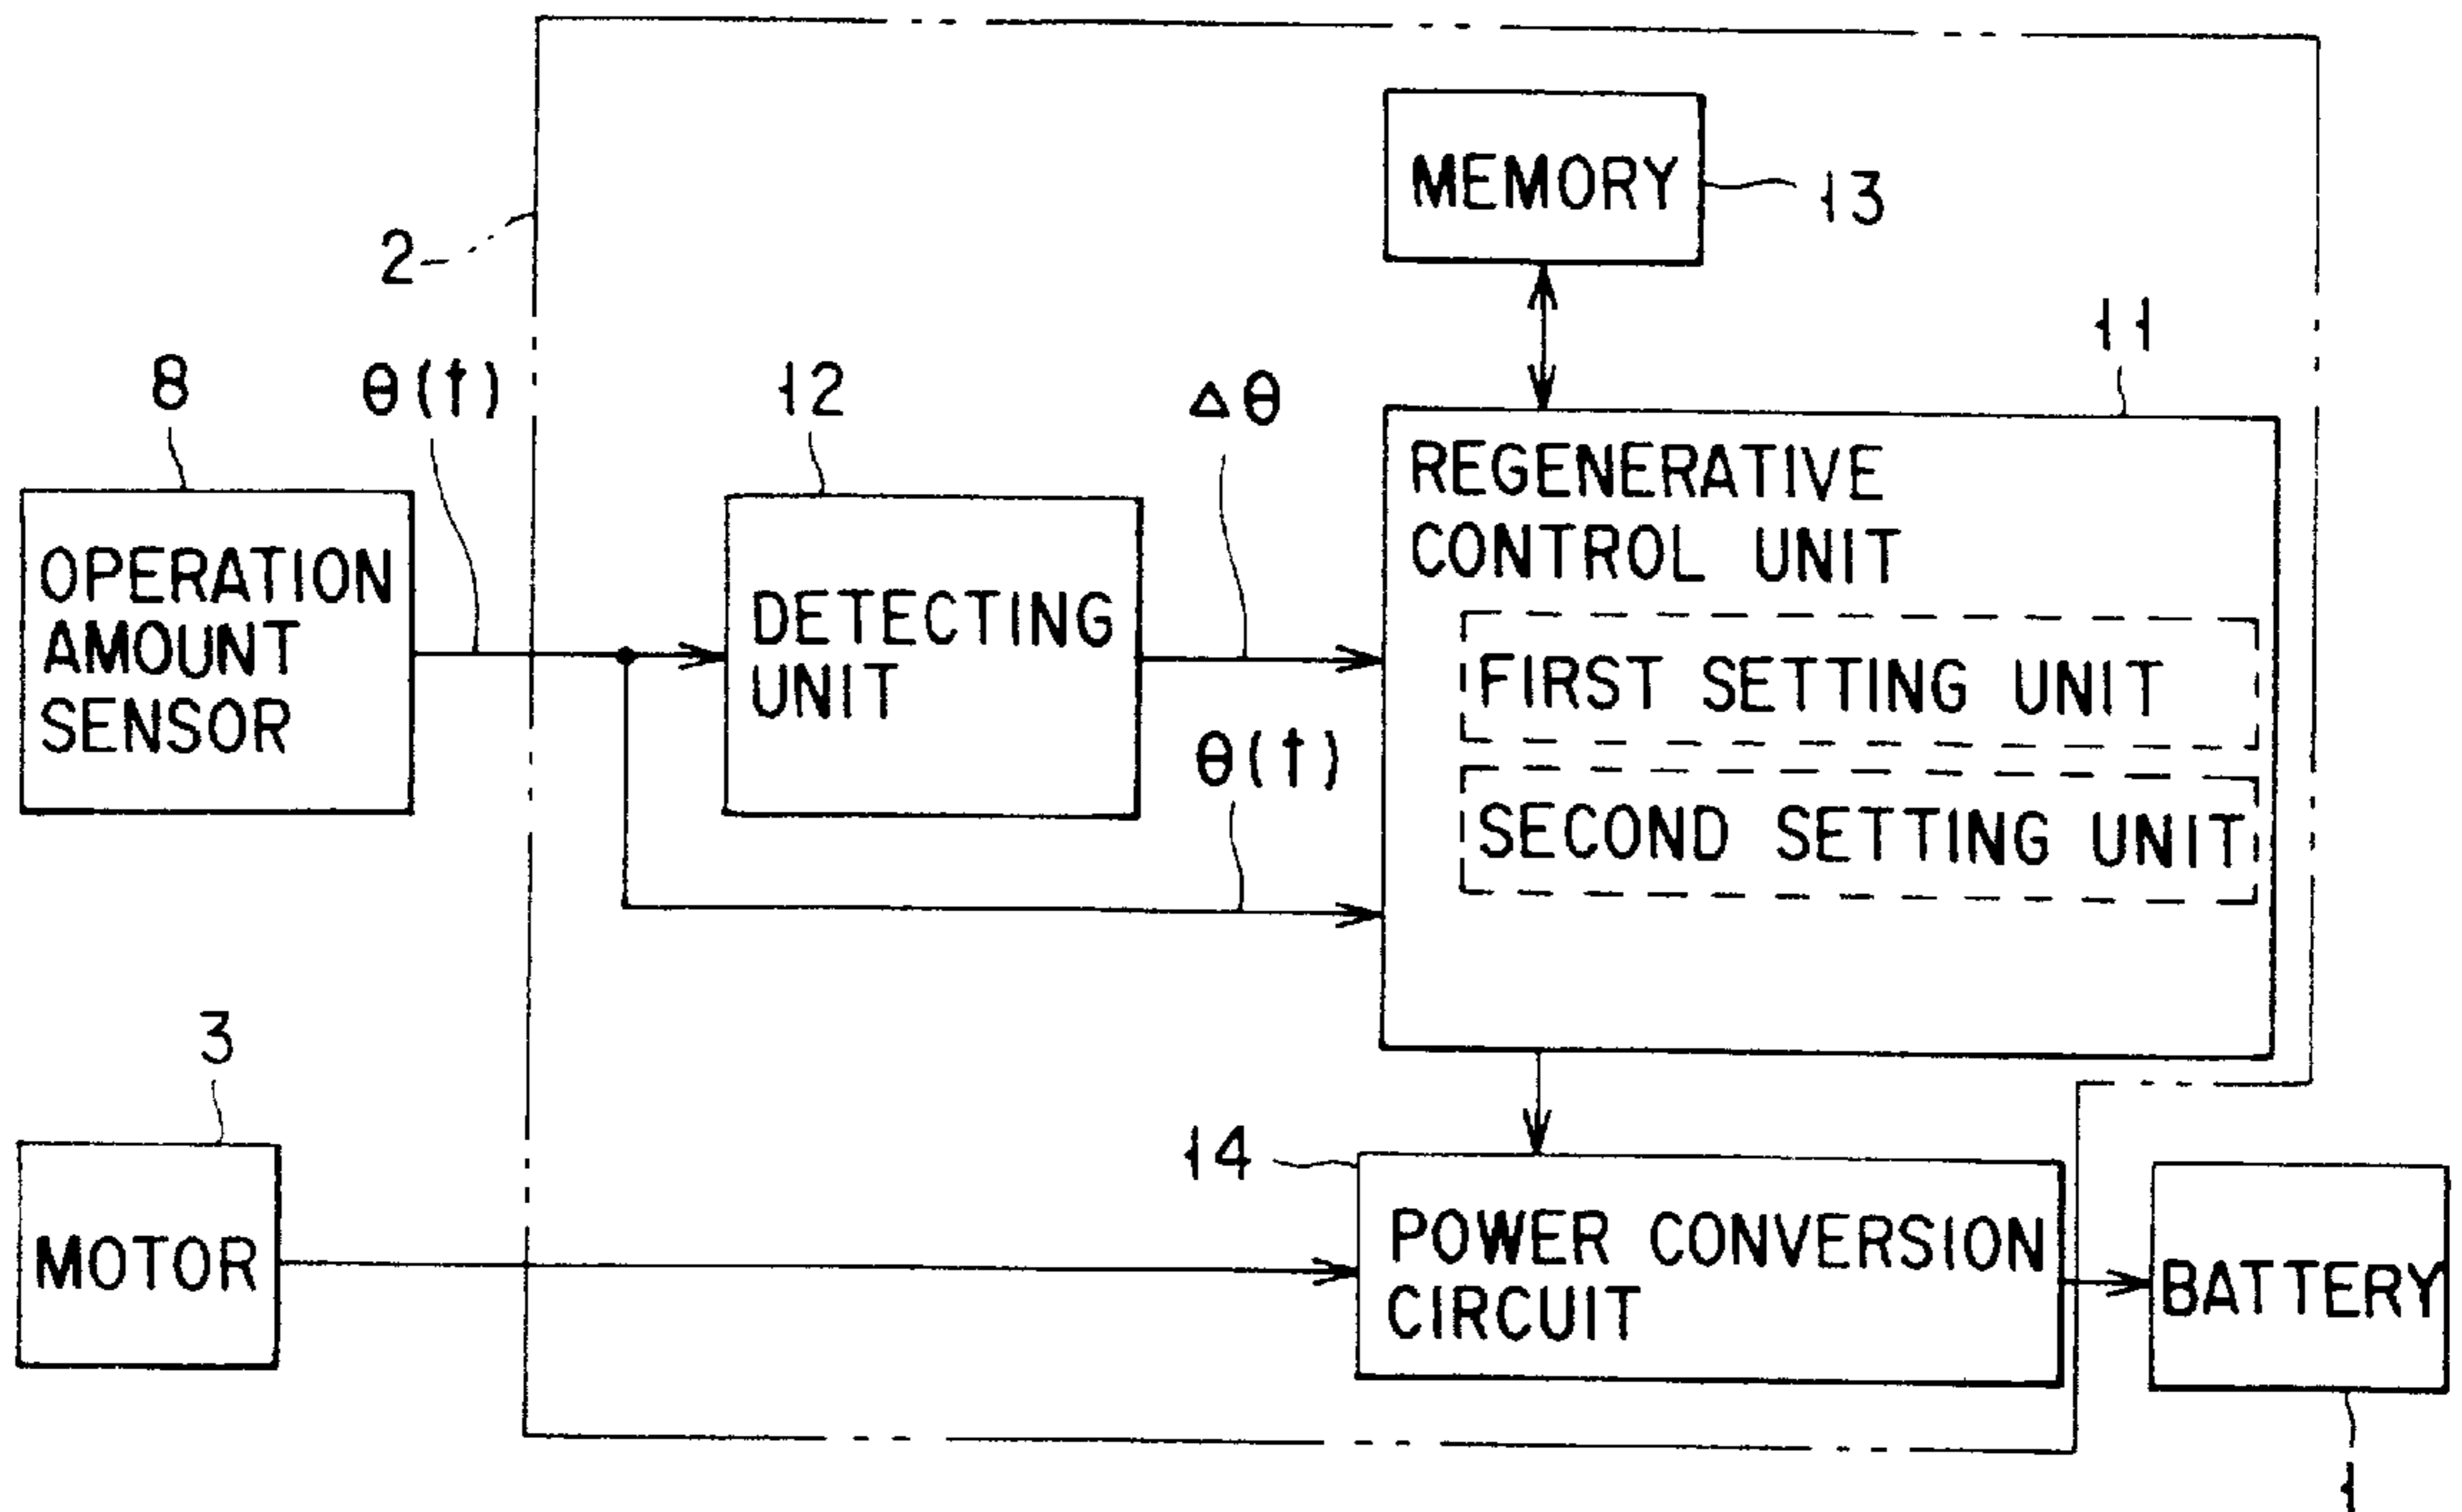 MEMORY
13
2
11
8
θ(t)
12
Δθ
REGENERATIVE
CONTROL UNIT
OPERATION
AMOUNT
SENSOR
DETECTING
UNIT
FIRST SETTING UNIT
θ(t)
SECOND SETTING UNIT
3
14
MOTOR
POWER CONVERSION
CIRCUIT
BATTERY
1